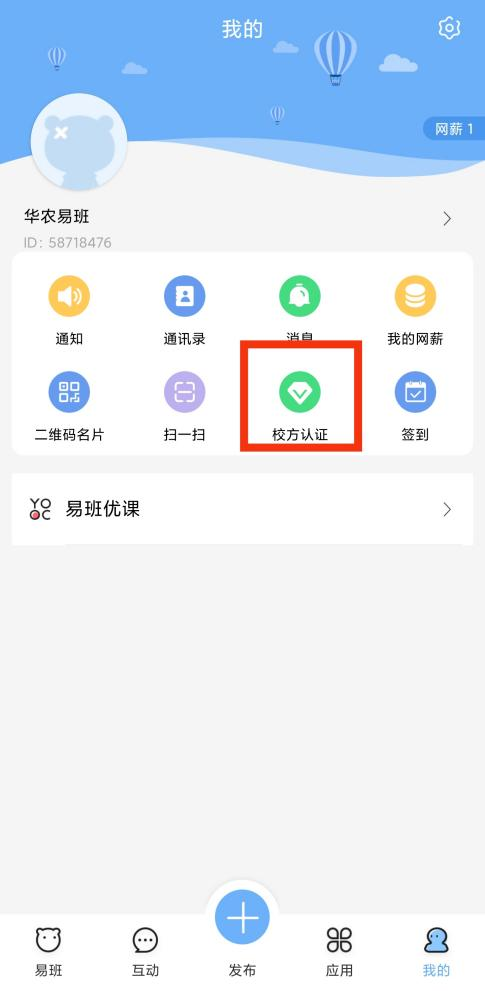 我的
网薪 1
华农易班
ID: 58718476
通知
通讯录
消息
我的网薪
二维码名片
扫一扫
校方认证
签到
YOOC
易班优课
易班
互动
发布
应用
我的